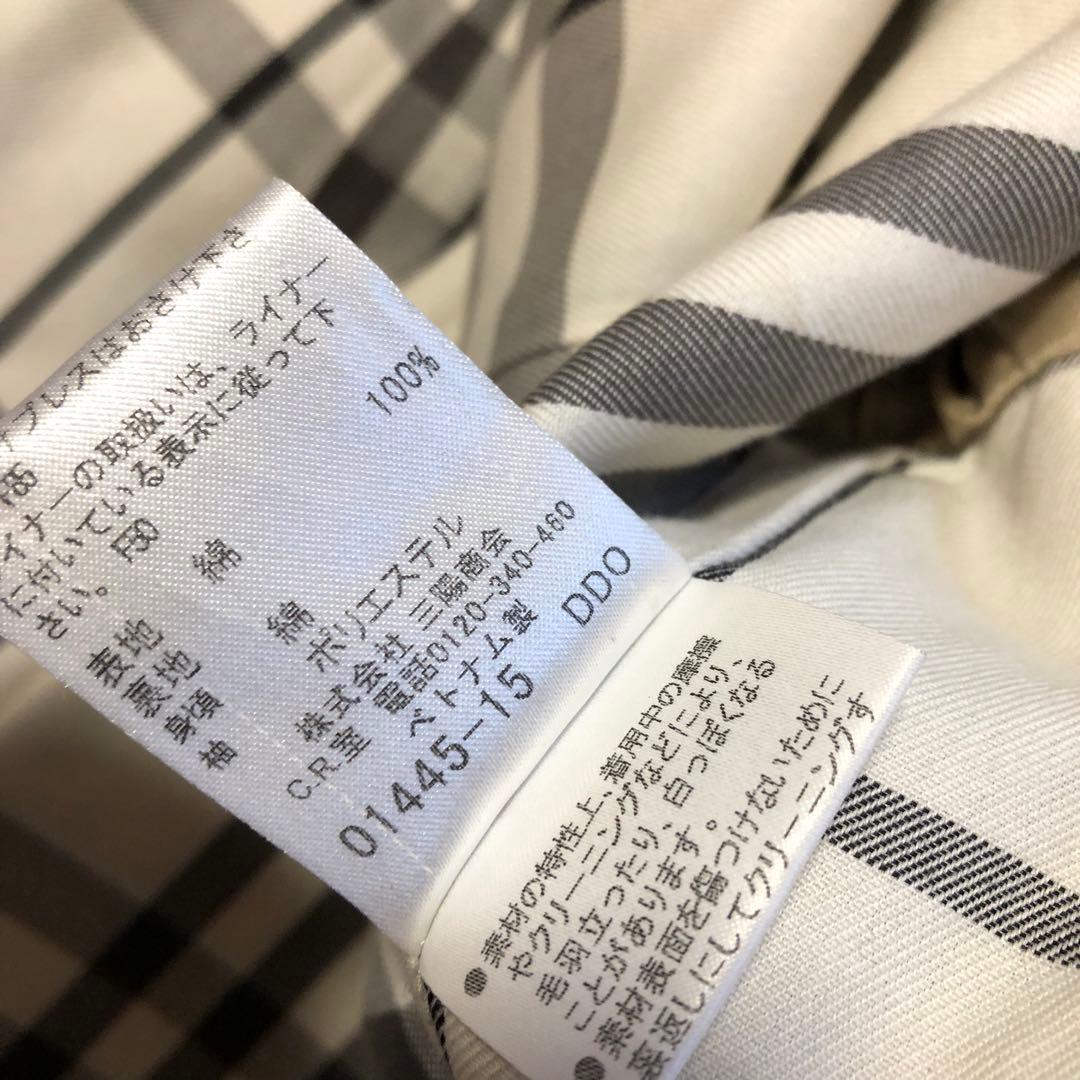 プレスはおさけ下さ
F85
イナーの取扱いは、ライナー
に付いている表示に従って下
さい。 F90
表地 綿 100%
裏地
身頃 綿
袖 ポリエステル
株式会社 三陽商会
C.R.室 電話0120-340-460
ベトナム製
01445-15 DDO
●素材の特性上、着用中の摩擦
やクリーニングなどにより、
毛羽立ったり、白っぽくなる
ことがあります。
●素材表面を傷つけないために
裏返しにしてクリーニングす